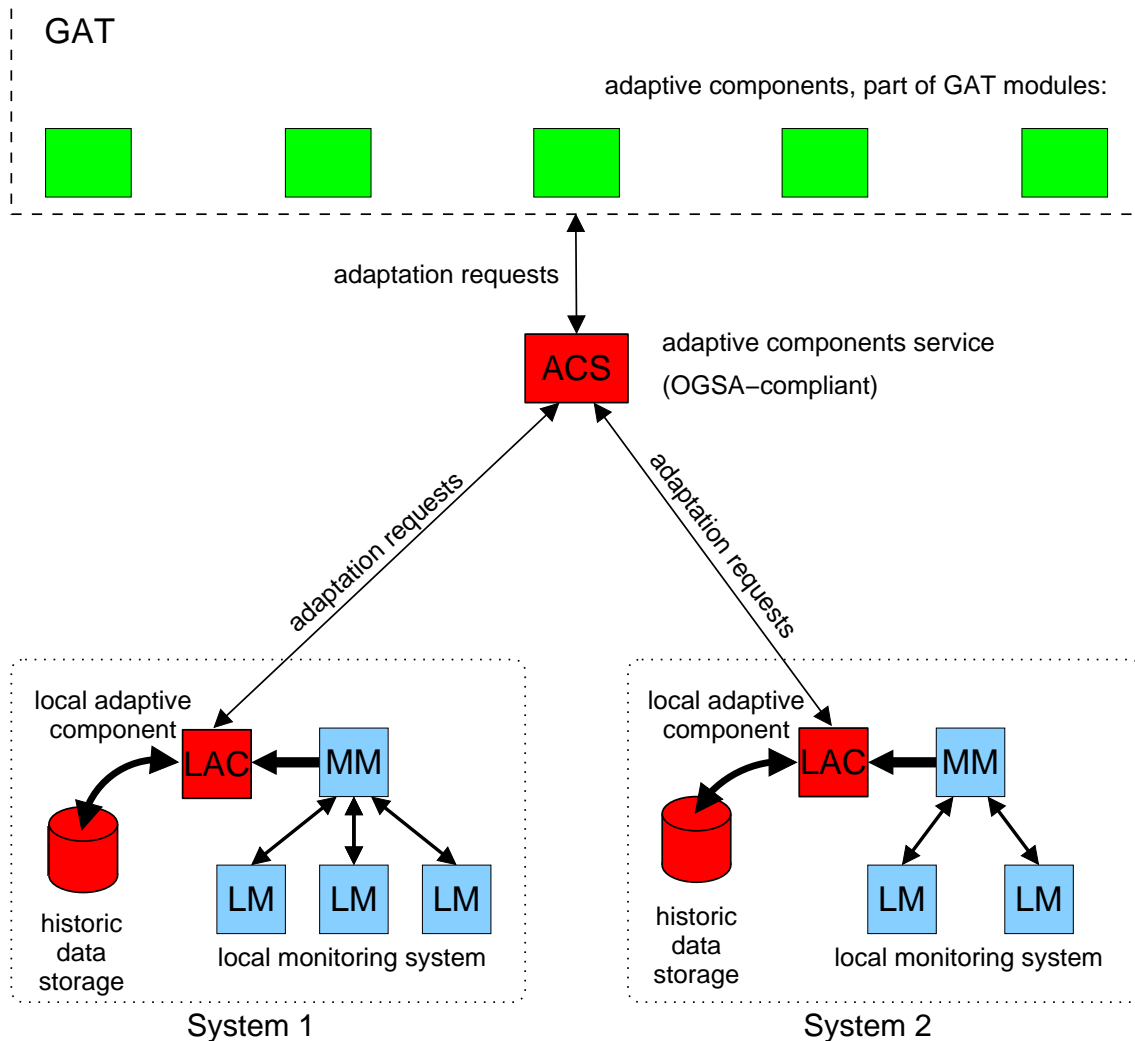 GAT
adaptive components, part of GAT modules:
adaptation requests
ACS
adaptive components service
(OGSA−compliant)
adaptation requests
adaptation requests
local adaptive
component
LAC
MM
LM
LM
LM
historic
data
storage
local monitoring system
System 1
local adaptive
component
LAC
MM
LM
LM
historic
data
storage
local monitoring system
System 2